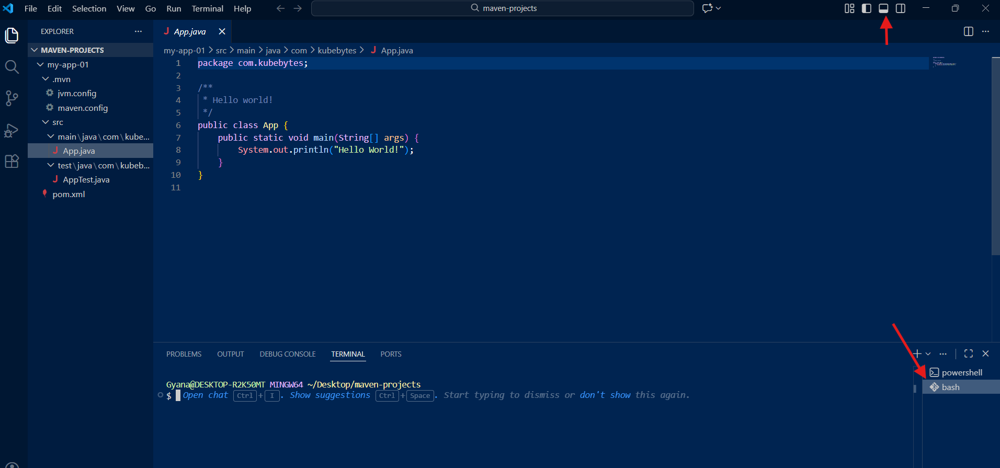 File Edit Selection View Go Run Terminal Help
maven-projects
EXPLORER
App.java
MAVEN-PROJECTS
my-app-01
.mvn
jvm.config
maven.config
src
main\java\com\kube...
App.java
test\java\com\kubeb...
AppTest.java
pom.xml
my-app-01 > src > main > java > com > kubebytes > App.java
1 package com.kubebytes;
2
3 /**
4 * Hello world!
5 */
6 public class App {
7 public static void main(String[] args) {
8 System.out.println("Hello World!");
9 }
10 }
11
PROBLEMS OUTPUT DEBUG CONSOLE TERMINAL PORTS
Gyana@DESKTOP-R2K50MT MINGW64 ~/Desktop/maven-projects
$ Open chat Ctrl + I . Show suggestions Ctrl + Space . Start typing to dismiss or don't show this again.
powershell
bash